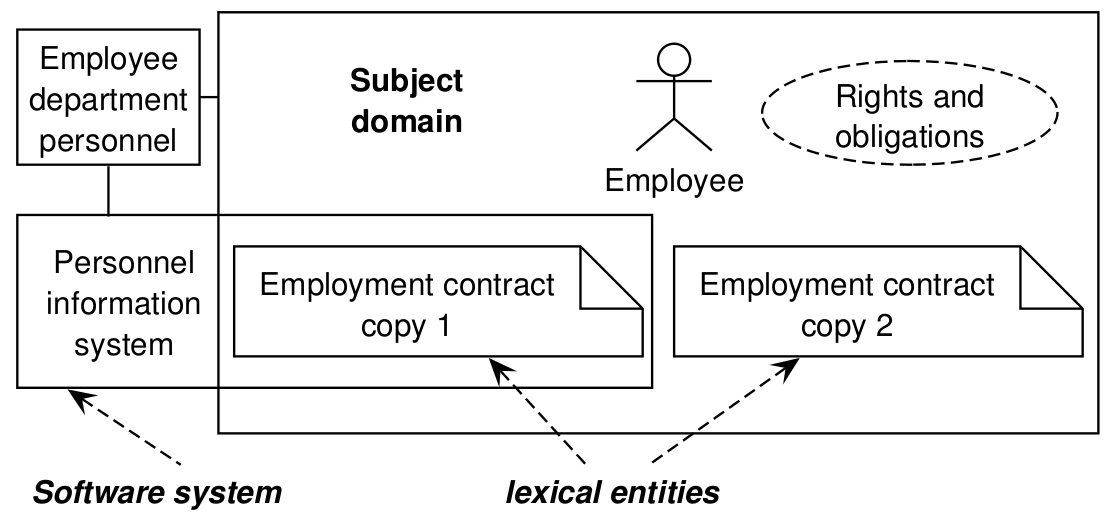 Employee
department
personnel
Subject
domain
Employee
Rights and
obligations
Personnel
information
system
Employment contract
copy 1
Employment contract
copy 2
Software system
lexical entities